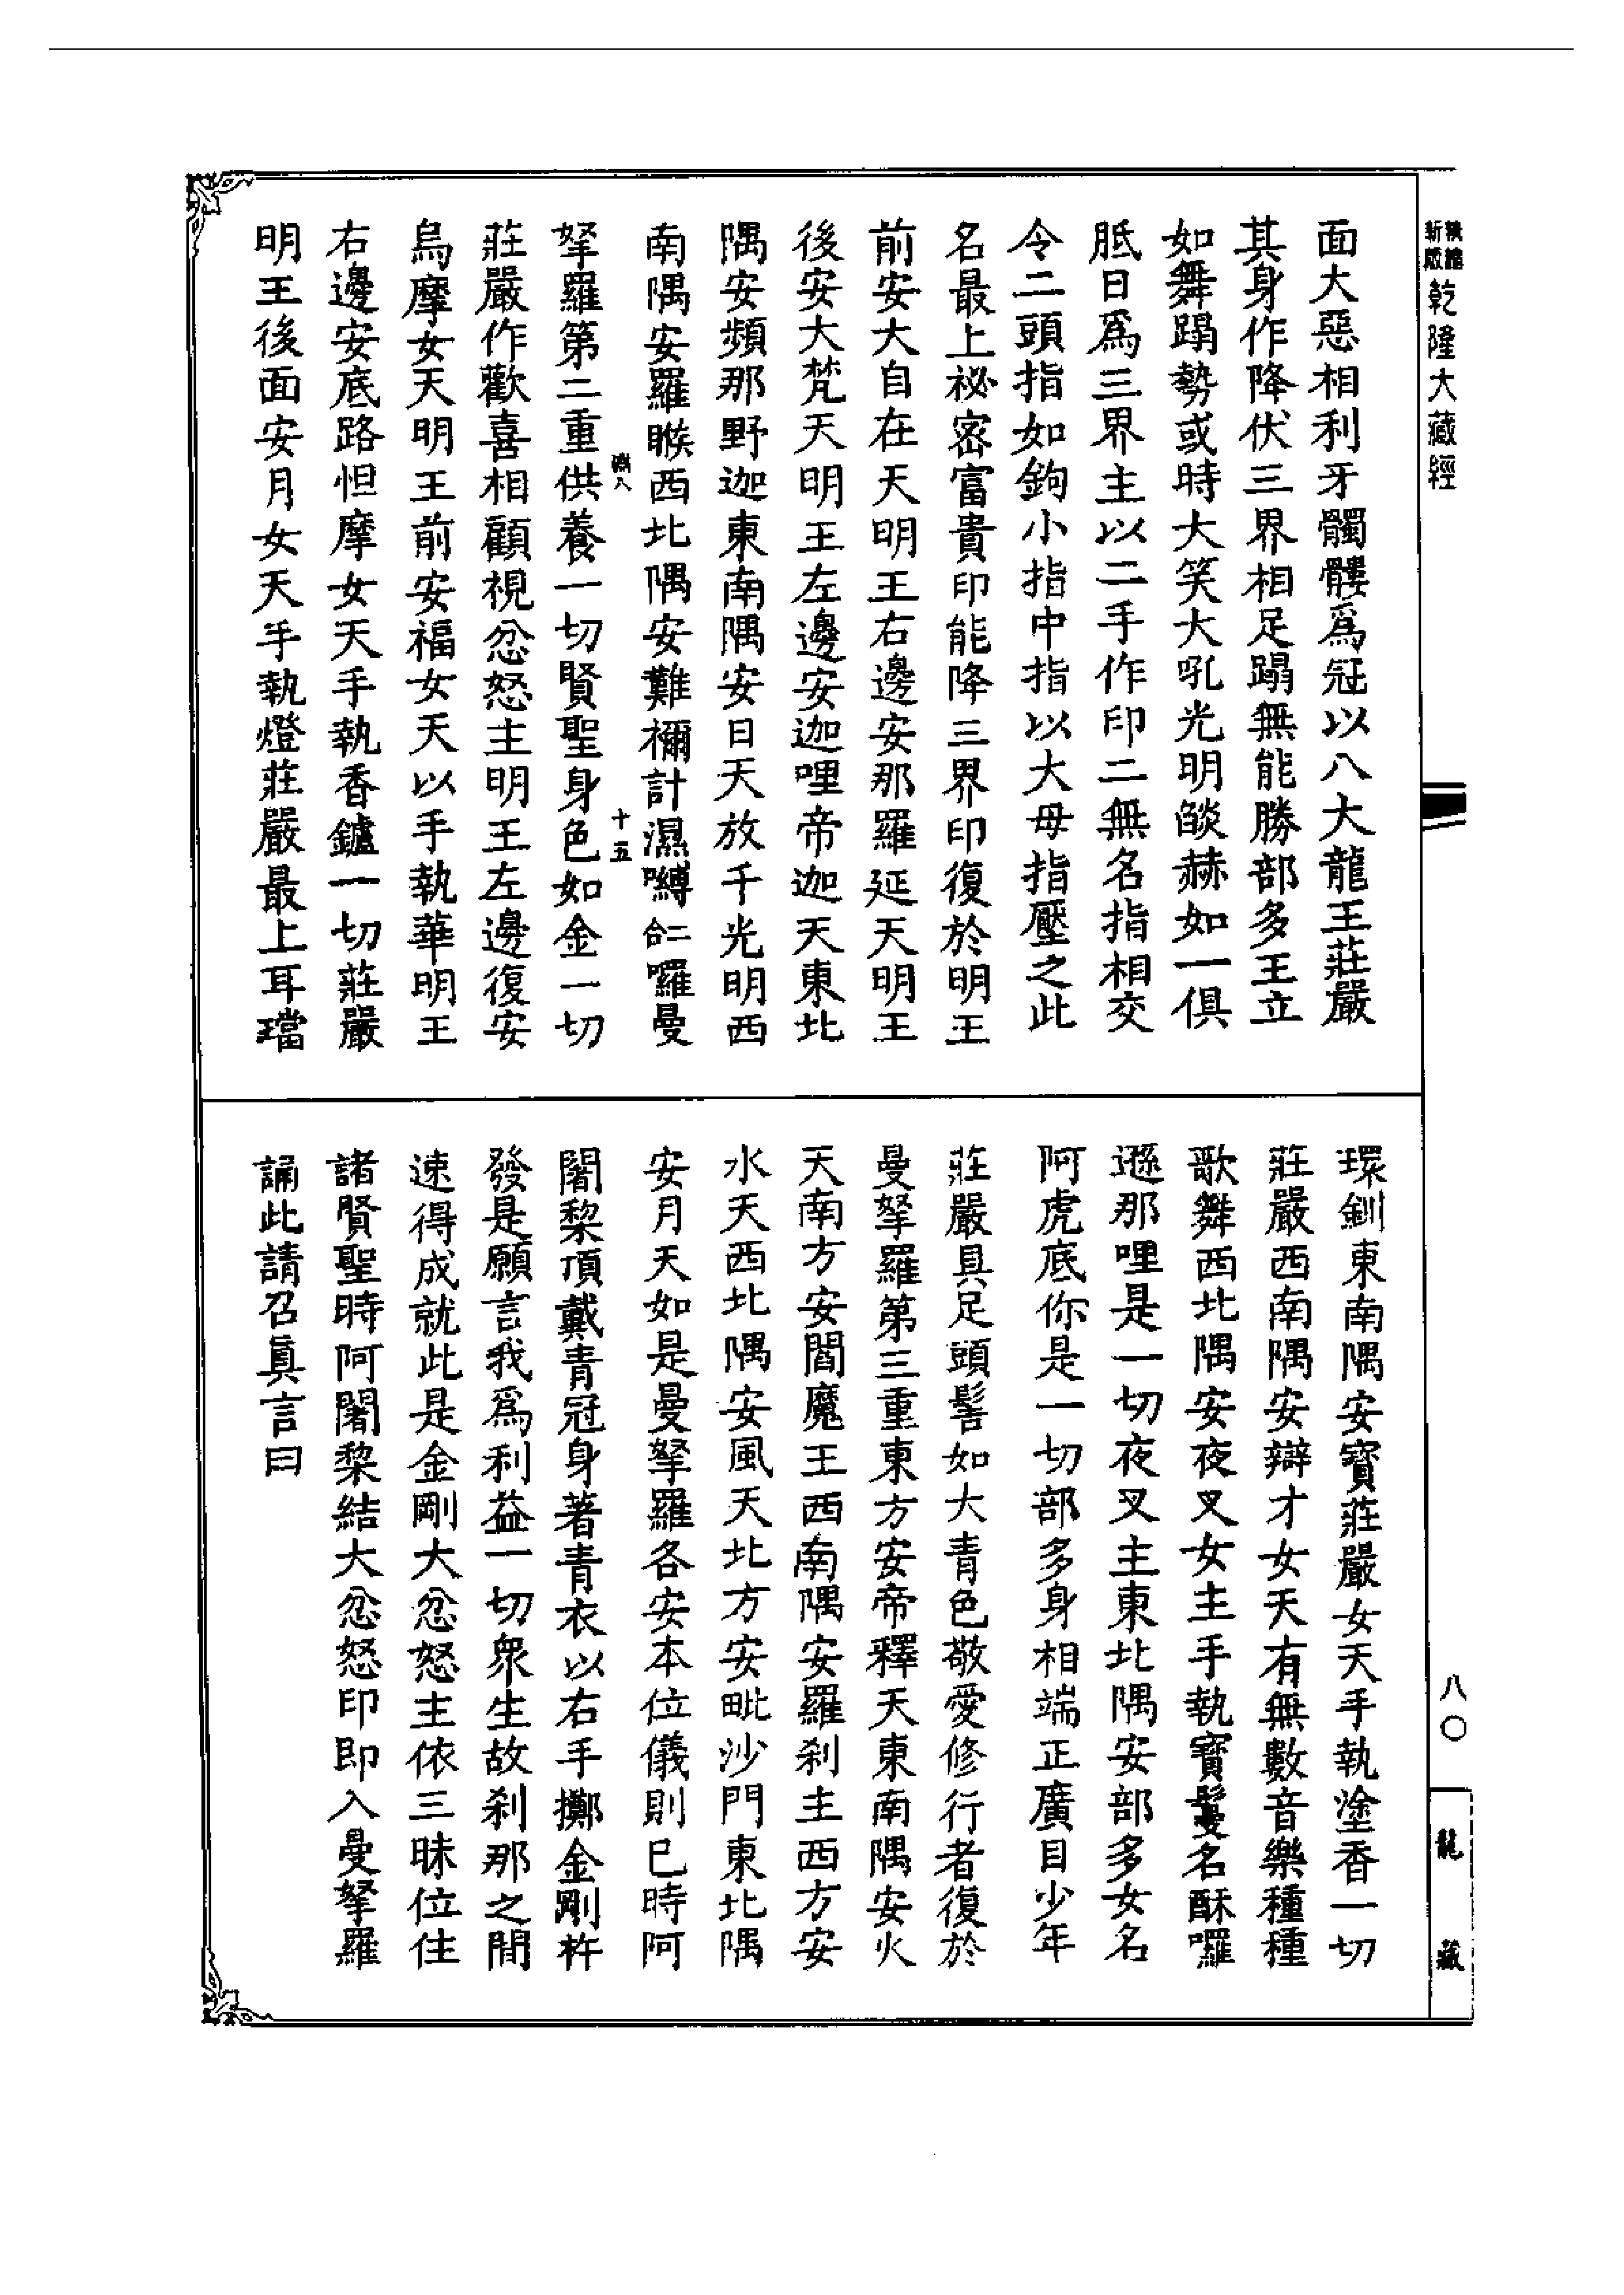 乾隆大藏經
面大惡相利牙髑髏爲冠以八大龍王莊嚴
其身作降伏三界相足蹋無能勝部多王立
如舞蹋勢或時大笑大吼光明燄赫如一俱
胝日爲三界主以二手作印二無名指相交
令二頭指如鉤小指中指以大母指壓之此
名最上祕密富貴印能降三界印復於明王
前安大自在天明王右邊安那羅延天明王
後安大梵天明王左邊安迦哩帝迦天東北
隅安頻那野迦東南隅安日天放千光明西
南隅安羅睺西北隅安難禰計濕嚩二合囉曼
十五
拏羅第二重供養一切賢聖身色如金一切
莊嚴作歡喜相顧視忿怒主明王左邊復安
烏摩女天明王前安福女天以手執華明王
右邊安底路怛摩女天手執香鑪一切莊嚴
明王後面安月女天手執燈莊嚴最上耳璫
環釧東南隅安寶莊嚴女天手執塗香一切
莊嚴西南隅安辯才女天有無數音樂種種
歌舞西北隅安夜叉女主手執寶鬘名酥囉
遜那哩是一切夜叉主東北隅安部多女名
阿虎底你是一切部多身相端正廣目少年
莊嚴具足頭髻如大青色敬愛修行者復於
曼拏羅第三重東方安帝釋天東南隅安火
天南方安閻魔王西南隅安羅刹主西方安
水天西北隅安風天北方安毗沙門東北隅
安月天如是曼拏羅各安本位儀則已時阿
闍黎頂戴青冠身著青衣以右手擲金剛杵
發是願言我爲利益一切衆生故刹那之間
速得成就此是金剛大忿怒主依三昧位住
諸賢聖時阿闍黎結大忿怒印即入曼拏羅
誦此請召眞言曰
八〇
龍藏